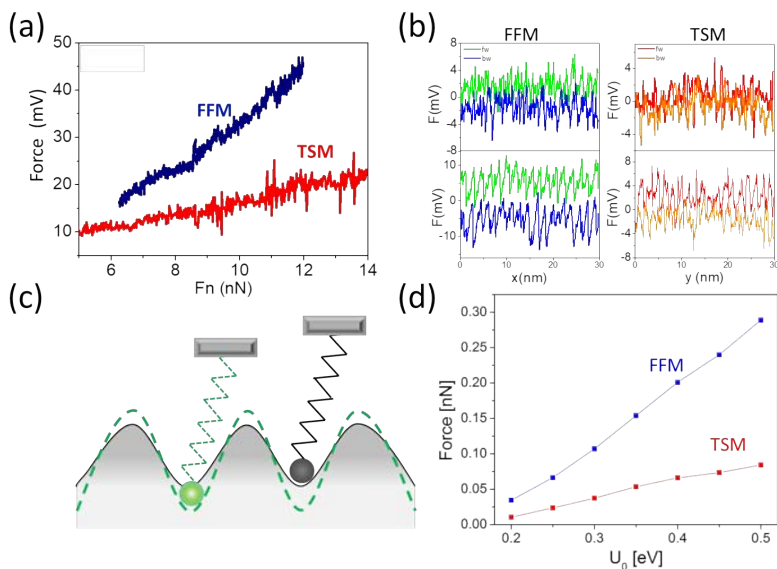 (a)
50
40
30
20
10
Force (mV)
FFM
TSM
6
8
10
12
14
Fn (nN)
(b)
FFM
TSM
fw
bw
8
4
0
-4
F(mV)
fw
bw
8
4
0
-4
F(mV)
10
0
-10
F(mV)
0
10
20
30
x(nm)
8
4
0
-4
-8
F(mV)
0
10
20
30
y (nm)
(c)
(d)
0.30
0.25
0.20
0.15
0.10
0.05
0.00
Force [nN]
FFM
TSM
0.2
0.3
0.4
0.5
U0 [eV]